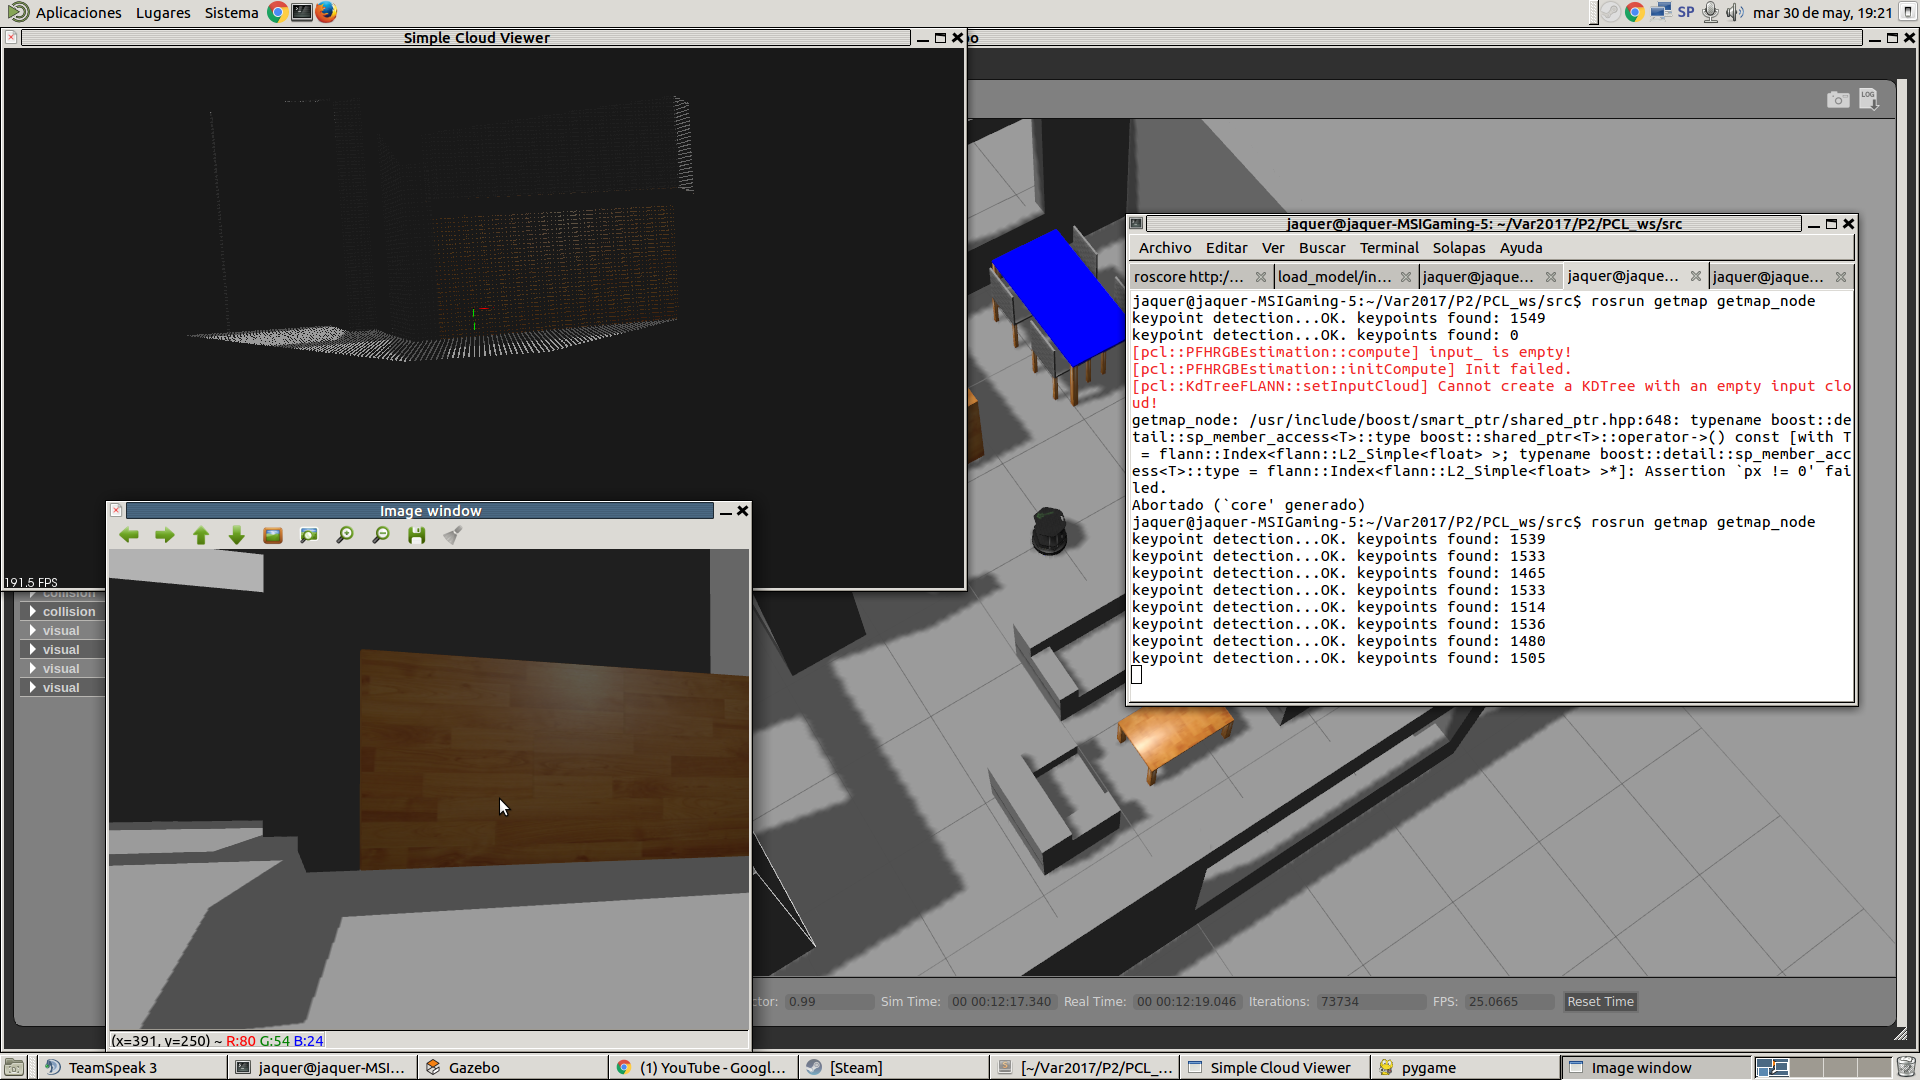 Aplicaciones Lugares Sistema
SP mar 30 de may, 19:21
Simple Cloud Viewer
LOG
191.5 FPS
collision
collision
visual
visual
visual
visual
Image window
(x=391, y=250) ~ R:80 G:54 B:24
jaquer@jaquer-MSIGaming-5: ~/Var2017/P2/PCL_ws/src
Archivo Editar Ver Buscar Terminal Solapas Ayuda
roscore http:/... load_model/in... jaquer@jaque... jaquer@jaque... jaquer@jaque...
jaquer@jaquer-MSIGaming-5:~/Var2017/P2/PCL_ws/src$ rosrun getmap getmap_node
keypoint detection...OK. keypoints found: 1549
keypoint detection...OK. keypoints found: 0
[pcl::PFHRGBEstimation::compute] input_ is empty!
[pcl::PFHRGBEstimation::initCompute] Init failed.
[pcl::KdTreeFLANN::setInputCloud] Cannot create a KDTree with an empty input clo
ud!
getmap_node: /usr/include/boost/smart_ptr/shared_ptr.hpp:648: typename boost::de
tail::sp_member_access<T>::type boost::shared_ptr<T>::operator->() const [with T
 = flann::Index<flann::L2_Simple<float> >; typename boost::detail::sp_member_acc
ess<T>::type = flann::Index<flann::L2_Simple<float> >*]: Assertion `px != 0' fai
led.
Abortado (`core' generado)
jaquer@jaquer-MSIGaming-5:~/Var2017/P2/PCL_ws/src$ rosrun getmap getmap_node
keypoint detection...OK. keypoints found: 1539
keypoint detection...OK. keypoints found: 1533
keypoint detection...OK. keypoints found: 1465
keypoint detection...OK. keypoints found: 1533
keypoint detection...OK. keypoints found: 1514
keypoint detection...OK. keypoints found: 1536
keypoint detection...OK. keypoints found: 1480
keypoint detection...OK. keypoints found: 1505
ctor: 0.99 Sim Time: 00 00:12:17.340 Real Time: 00 00:12:19.046 Iterations: 73734 FPS: 25.0665 Reset Time
TeamSpeak 3 jaquer@jaquer-MSI... Gazebo (1) YouTube - Googl... [Steam] [~/Var2017/P2/PCL_... Simple Cloud Viewer pygame Image window